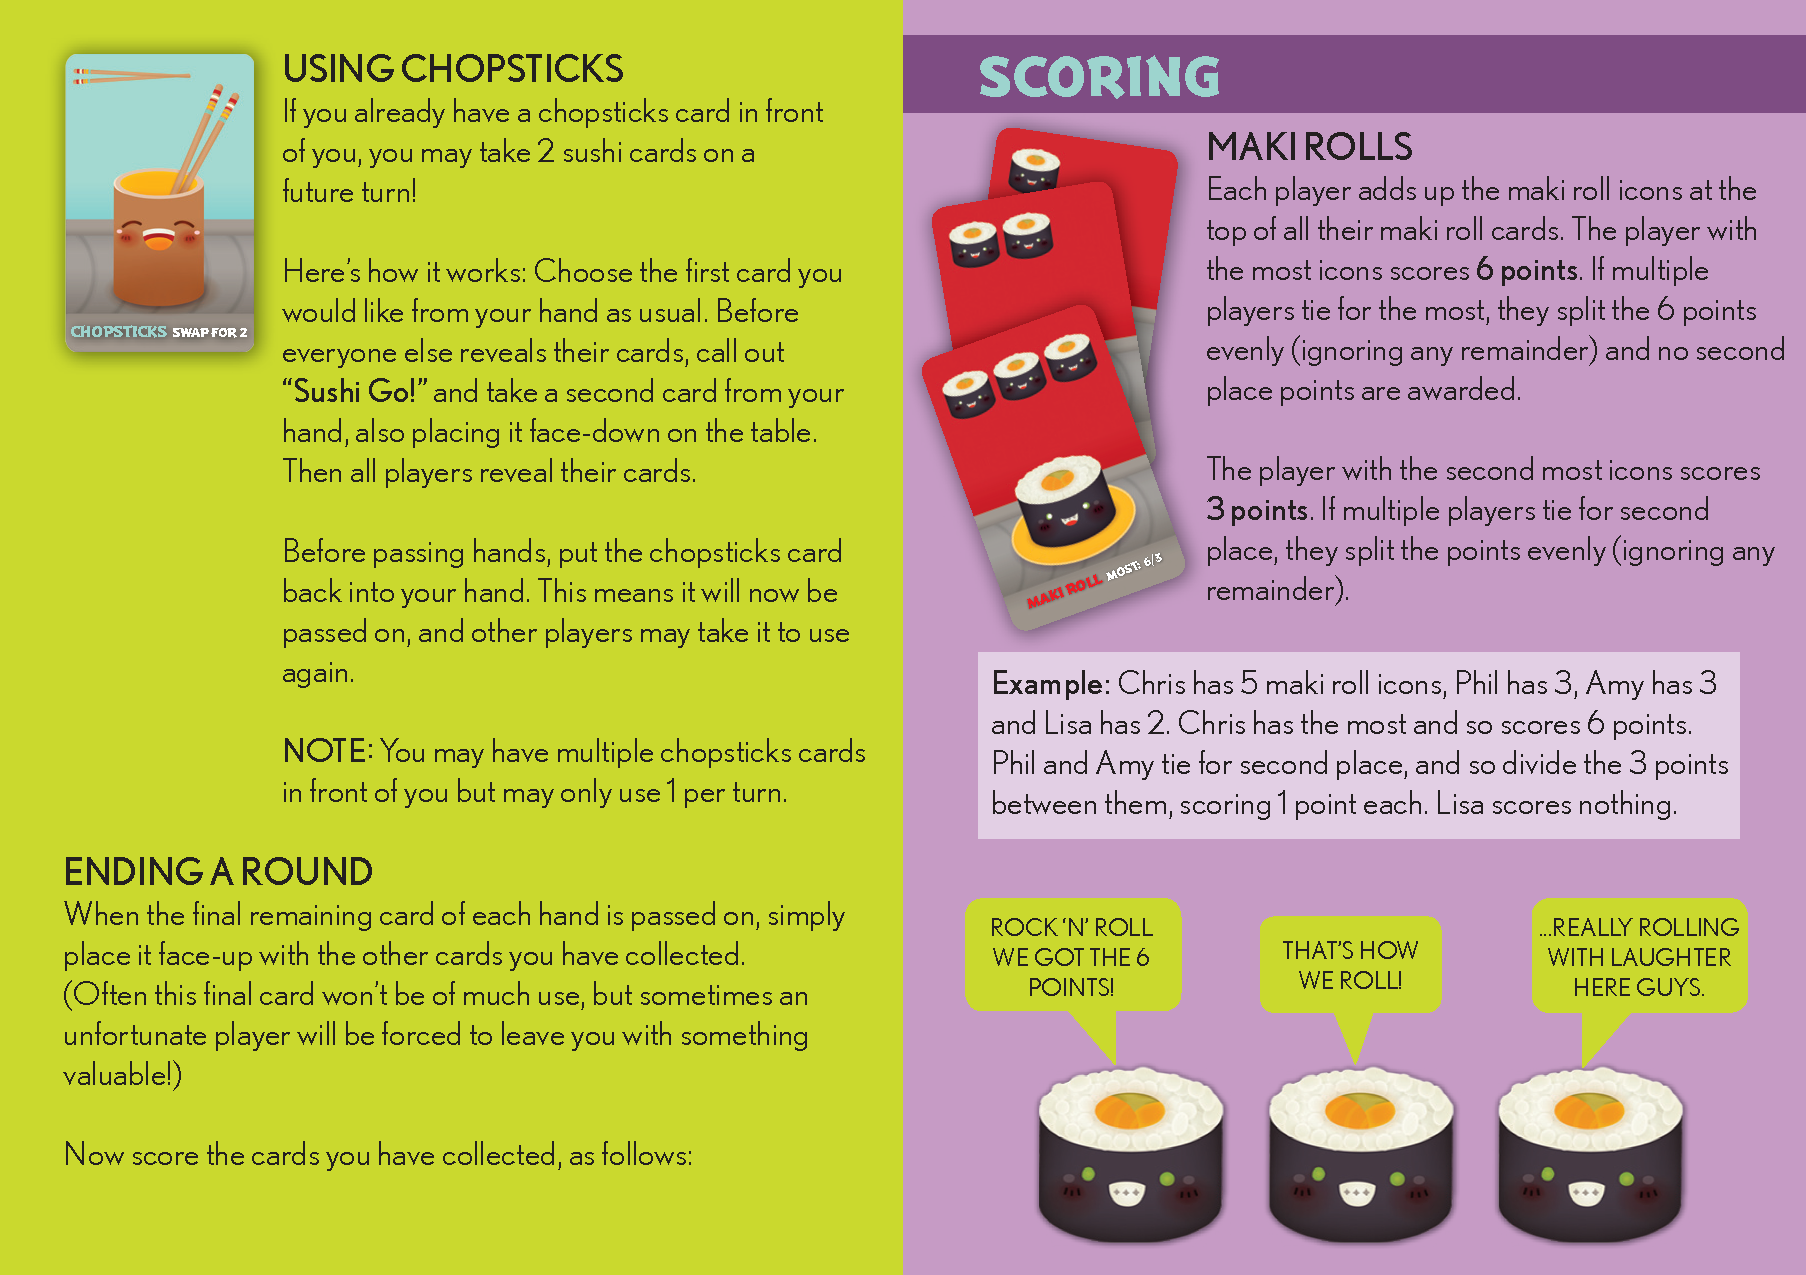 USING CHOPSTICKS
If you already have a chopsticks card in front
of you, you may take 2 sushi cards on a
future turn!
Here’s how it works: Choose the first card you
would like from your hand as usual. Before
everyone else reveals their cards, call out
“Sushi Go!” and take a second card from your
hand, also placing it face-down on the table.
Then all players reveal their cards.
Before passing hands, put the chopsticks card
back into your hand. This means it will now be
passed on, and other players may take it to use
again.
NOTE: You may have multiple chopsticks cards
in front of you but may only use 1 per turn.
CHOPSTICKS SWAP FOR 2
ENDING A ROUND
When the final remaining card of each hand is passed on, simply
place it face-up with the other cards you have collected.
(Often this final card won’t be of much use, but sometimes an
unfortunate player will be forced to leave you with something
valuable!)
Now score the cards you have collected, as follows:
SCORING
MAKI ROLLS
Each player adds up the maki roll icons at the
top of all their maki roll cards. The player with
the most icons scores 6 points. If multiple
players tie for the most, they split the 6 points
evenly (ignoring any remainder) and no second
place points are awarded.
The player with the second most icons scores
3 points. If multiple players tie for second
place, they split the points evenly (ignoring any
remainder).
MAKI ROLL MOST: 6/3
Example: Chris has 5 maki roll icons, Phil has 3, Amy has 3
and Lisa has 2. Chris has the most and so scores 6 points.
Phil and Amy tie for second place, and so divide the 3 points
between them, scoring 1 point each. Lisa scores nothing.
ROCK ‘N’ ROLL
WE GOT THE 6
POINTS!
THAT’S HOW
WE ROLL!
...REALLY ROLLING
WITH LAUGHTER
HERE GUYS.